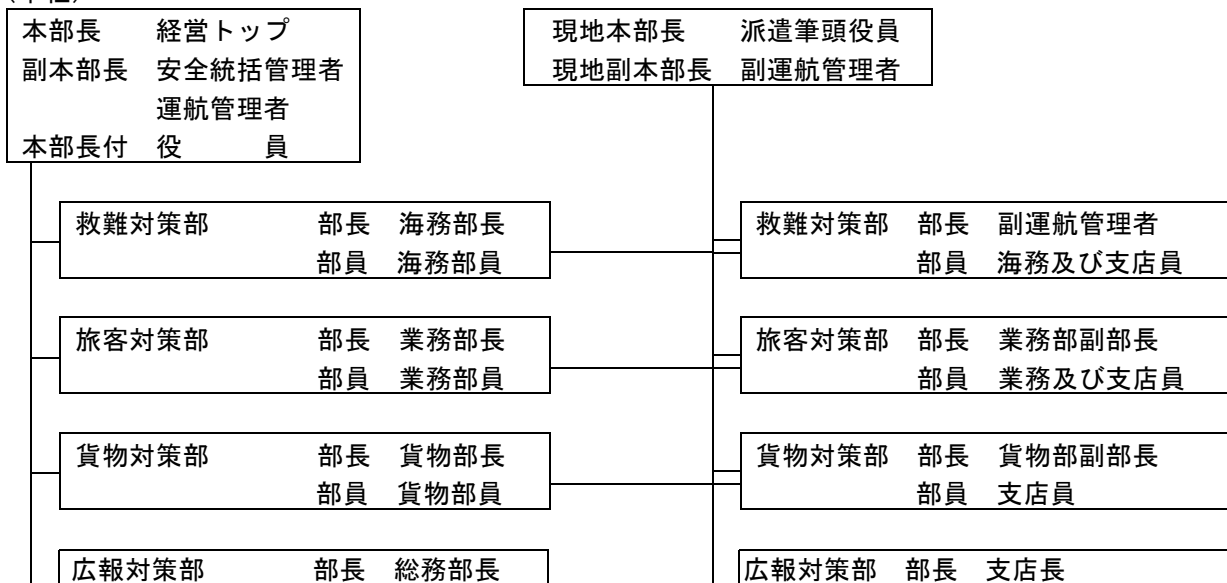 本部長 経営トップ
副本部長 安全統括管理者
運航管理者
本部長付 役 員
現地本部長 派遣筆頭役員
現地副本部長 副運航管理者
救難対策部 部長 海務部長
部員 海務部員
救難対策部 部長 副運航管理者
部員 海務及び支店員
旅客対策部 部長 業務部長
部員 業務部員
旅客対策部 部長 業務部副部長
部員 業務及び支店員
貨物対策部 部長 貨物部長
部員 貨物部員
貨物対策部 部長 貨物部副部長
部員 支店員
広報対策部 部長 総務部長
広報対策部 部長 支店長